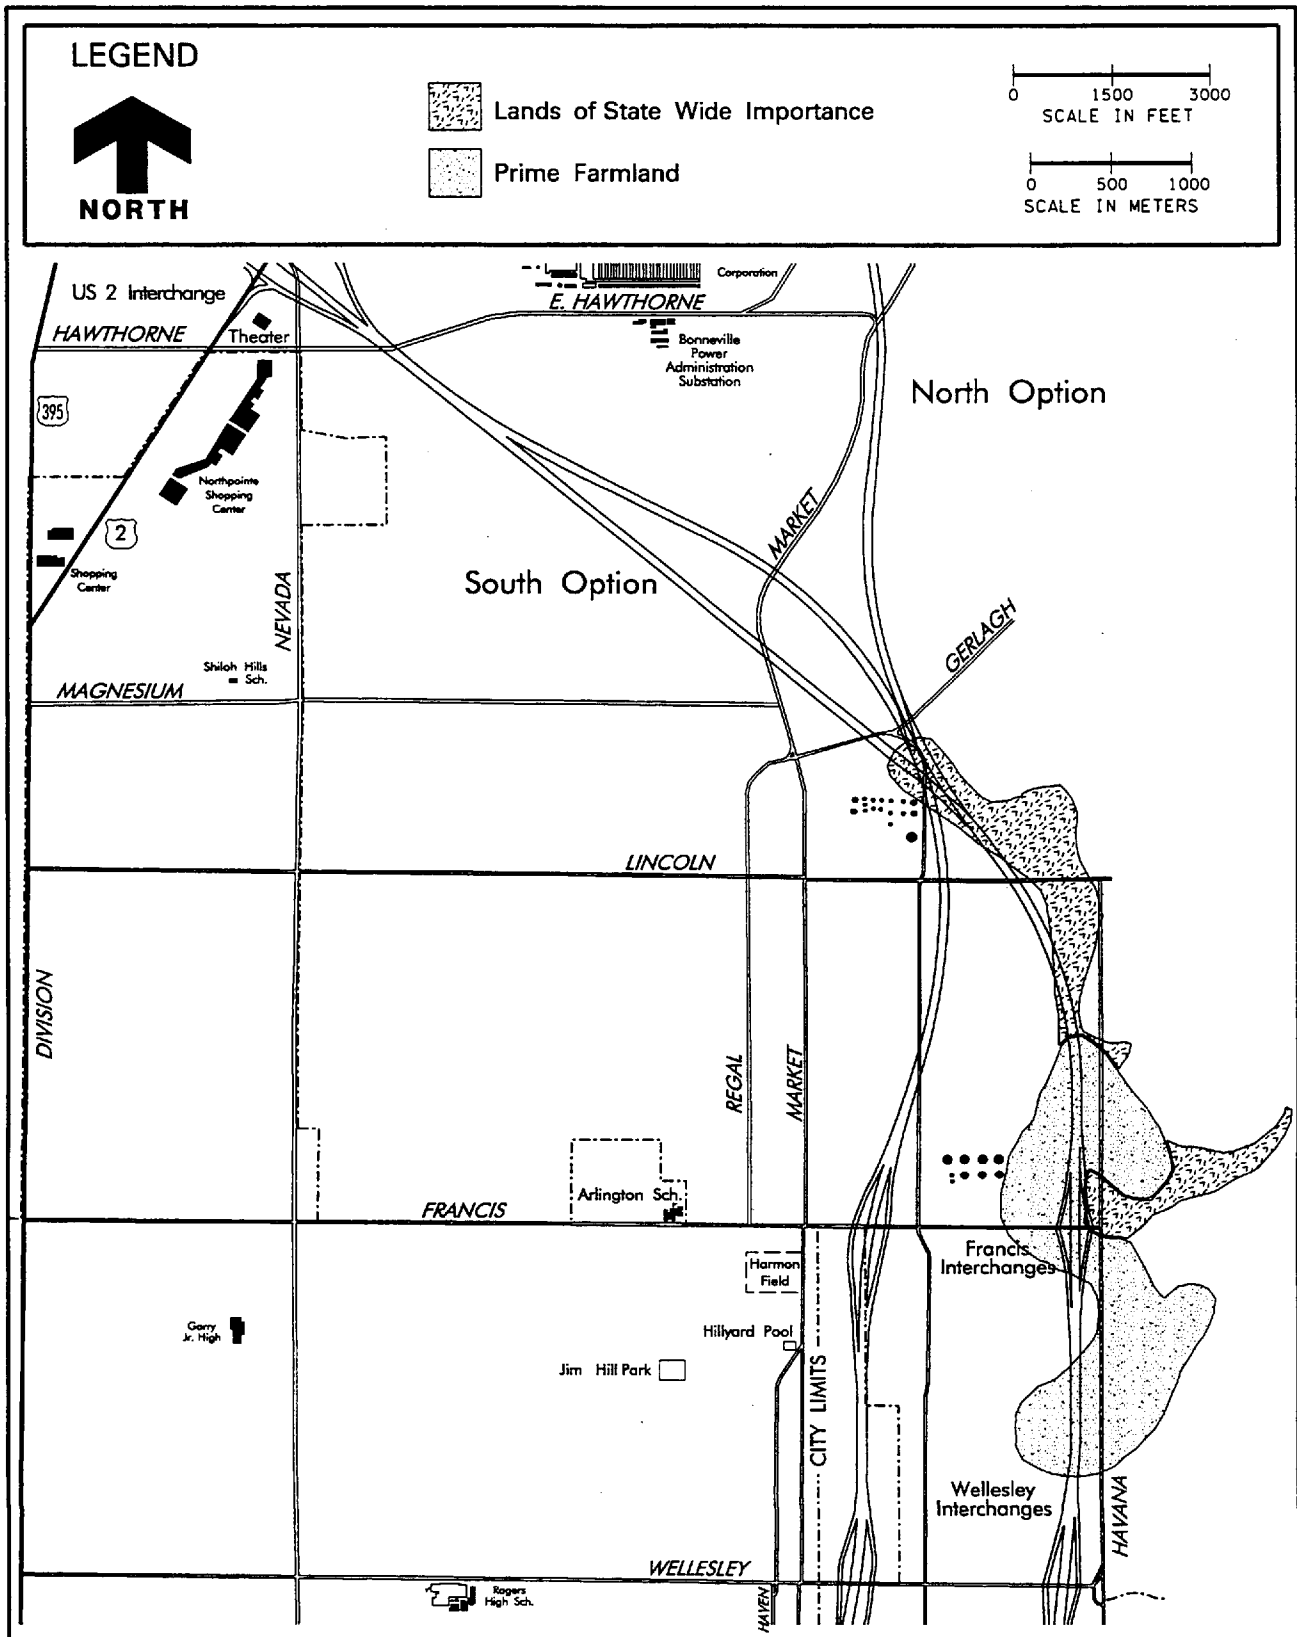 LEGEND
NORTH
Lands of State Wide Importance
Prime Farmland
0 1500 3000
SCALE IN FEET
0 500 1000
SCALE IN METERS
US 2 Interchange
Corporation
E. HAWTHORNE
HAWTHORNE
Theater
Bonneville
Power
Administration
Substation
North Option
395
Northpointe
Shopping
Center
2
MARKET
Shopping
Center
South Option
NEVADA
GERLAGH
Shiloh Hills
Sch.
MAGNESIUM
LINCOLN
DIVISION
REGAL
MARKET
Arlington Sch.
FRANCIS
Francis
Interchanges
Harmon
Field
Garry
Jr. High
Hillyard Pool
Jim Hill Park
CITY LIMITS
Wellesley
Interchanges
HAVANA
WELLESLEY
Rogers
High Sch.
HAVEN